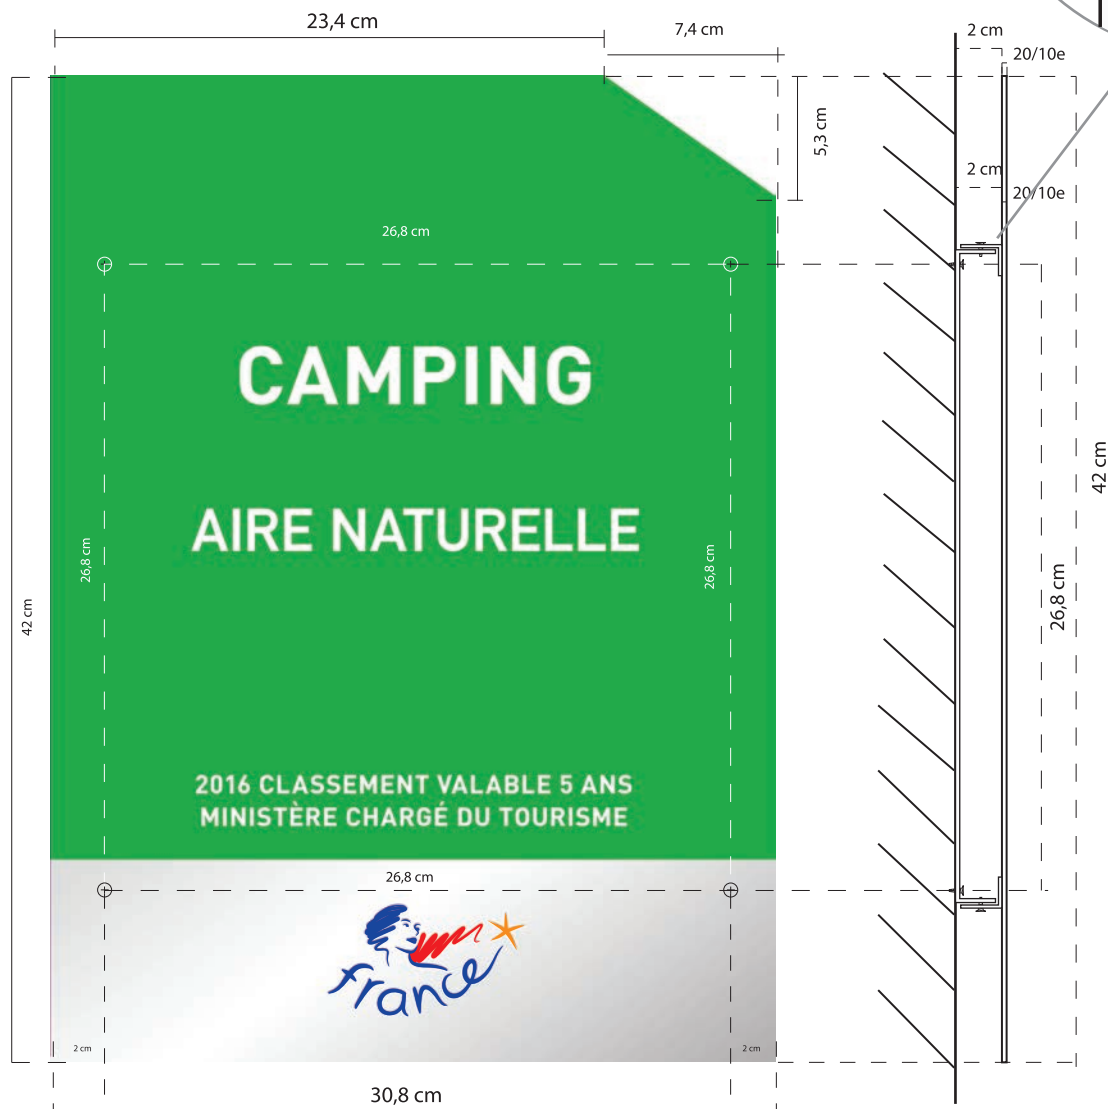 23,4 cm
7,4 cm
2 cm
20/10e
5,3 cm
2 cm
20/10e
26,8 cm
CAMPING
42 cm
AIRE NATURELLE
26,8 cm
26,8 cm
26,8 cm
42 cm
2016 CLASSEMENT VALABLE 5 ANS
MINISTÈRE CHARGÉ DU TOURISME
26,8 cm
france
2 cm
2 cm
30,8 cm